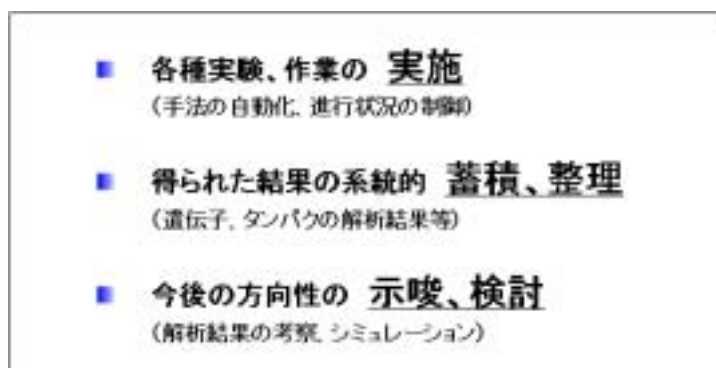 各種実験、作業の 実施
（手法の自動化、進行状況の制御）
得られた結果の系統的 蓄積、整理
（遺伝子、タンパクの解析結果等）
今後の方向性の 示唆、検討
（解析結果の考察、シミュレーション）